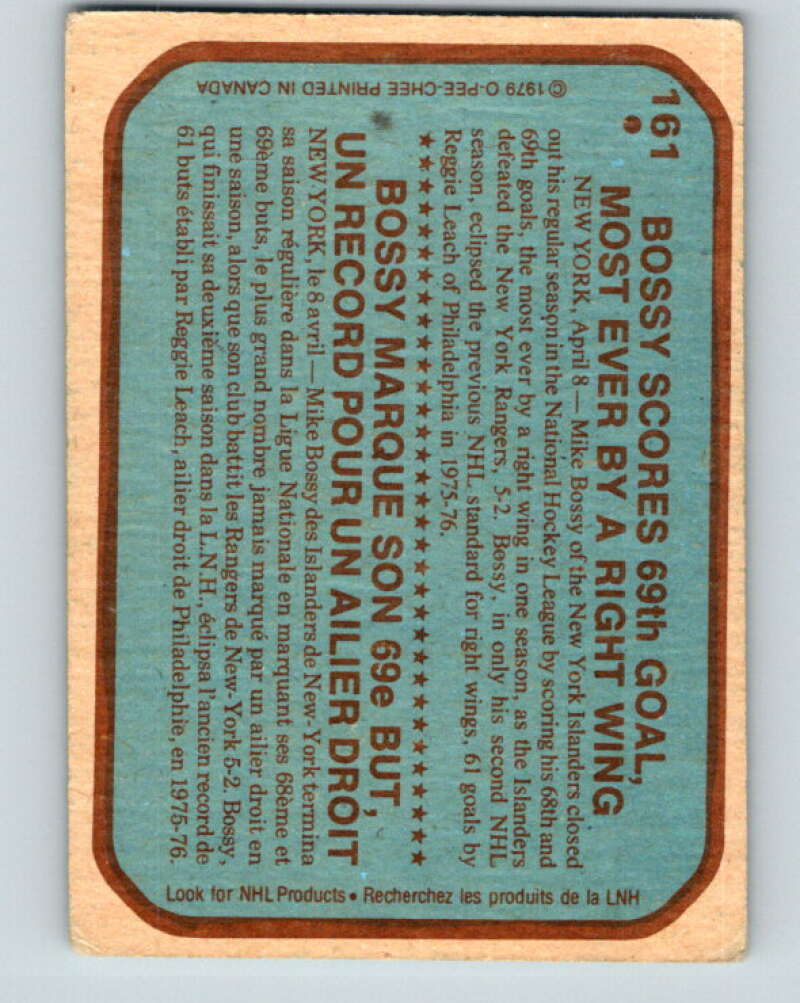 161
BOSSY SCORES 69th GOAL,
MOST EVER BY A RIGHT WING
NEW YORK, April 8 — Mike Bossy of the New York Islanders closed
out his regular season in the National Hockey League by scoring his 68th and
69th goals, the most ever by a right wing in one season, as the Islanders
defeated the New York Rangers, 5-2. Bossy, in only his second NHL
season, eclipsed the previous NHL standard for right wings, 61 goals by
Reggie Leach of Philadelphia in 1975-76.
BOSSY MARQUE SON 69e BUT,
UN RECORD POUR UN AILIER DROIT
NEW YORK, le 8 avril — Mike Bossy des Islanders de New-York termina
sa saison régulière dans la Ligue Nationale en marquant ses 68ème et
69ème buts, le plus grand nombre jamais marqué par un ailier droit en
une saison, alors que son club battit les Rangers de New-York 5-2. Bossy,
qui finissait sa deuxième saison dans la L.N.H., éclipsa l'ancien record de
61 buts établi par Reggie Leach, ailier droit de Philadelphie, en 1975-76.
© 1979 O-PEE-CHEE PRINTED IN CANADA
Look for NHL Products • Recherchez les produits de la LNH